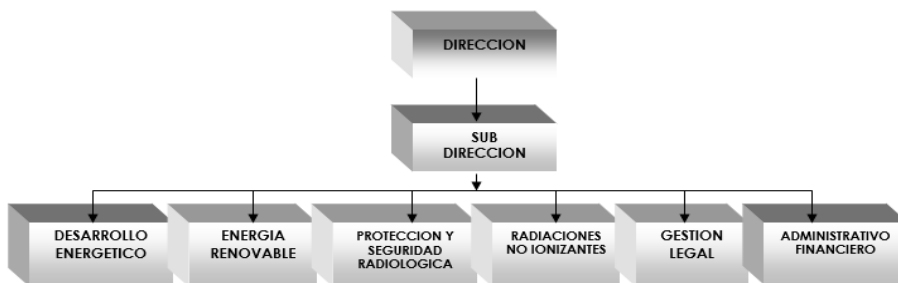 DIRECCION
SUB
DIRECCION
DESARROLLO
ENERGETICO
ENERGIA
RENOVABLE
PROTECCION Y
SEGURIDAD
RADIOLOGICA
RADIACIONES
NO IONIZANTES
GESTION
LEGAL
ADMINISTRATIVO
FINANCIERO